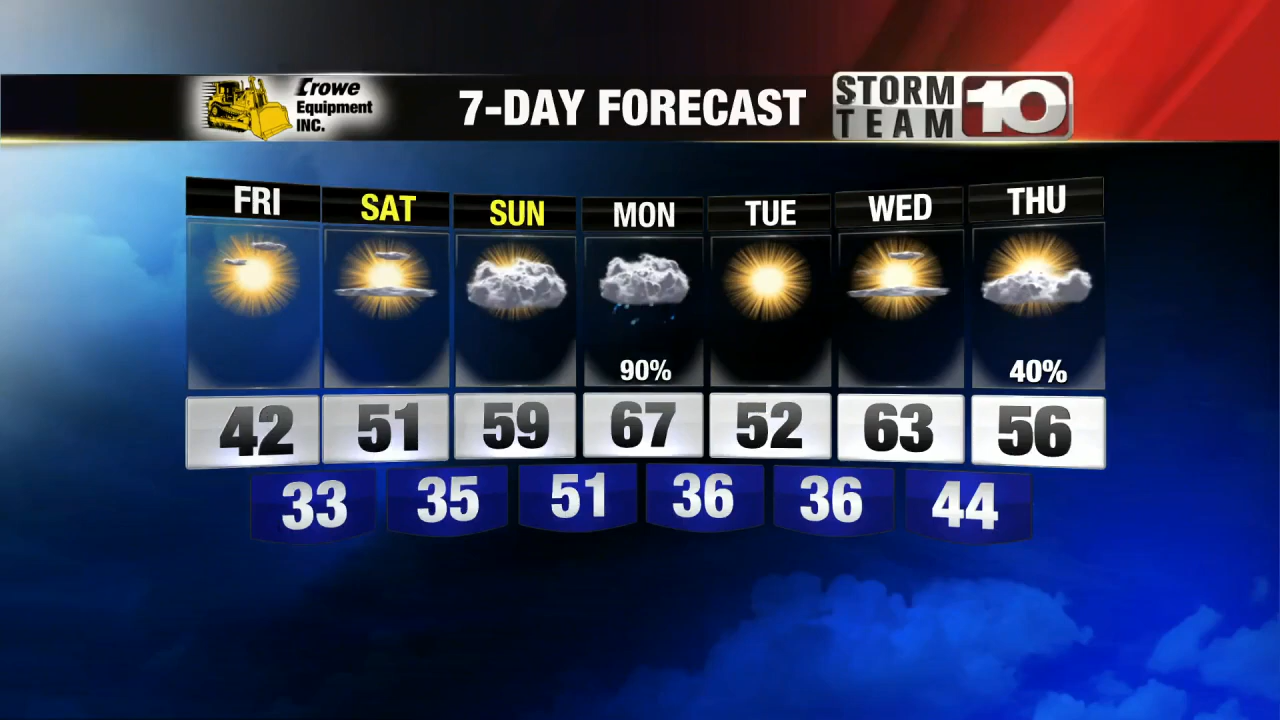 Crowe
Equipment
INC.
7-DAY FORECAST
STORM
TEAM
10
FRI SAT SUN MON TUE WED THU
90% 40%
42 51 59 67 52 63 56
33 35 51 36 36 44